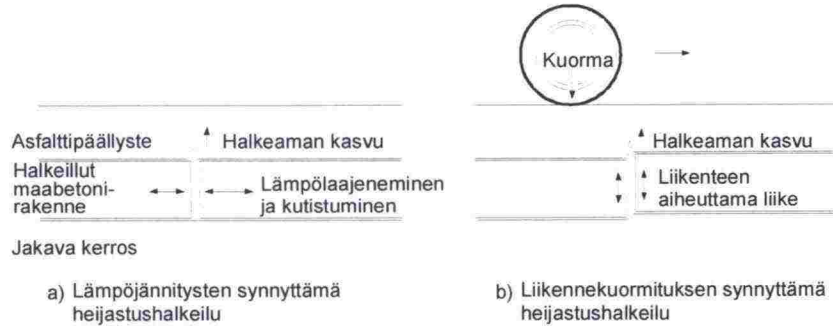 Asfalttipäällyste
Halkeaman kasvu
Halkeillut
maabetoni-
rakenne
Lämpölaajeneminen
ja kutistuminen
Jakava kerros
a) Lämpöjännitysten synnyttämä
heijastushalkeilu
Kuorma
Halkeaman kasvu
Liikenteen
aiheuttama liike
b) Liikennekuormituksen synnyttämä
heijastushalkeilu